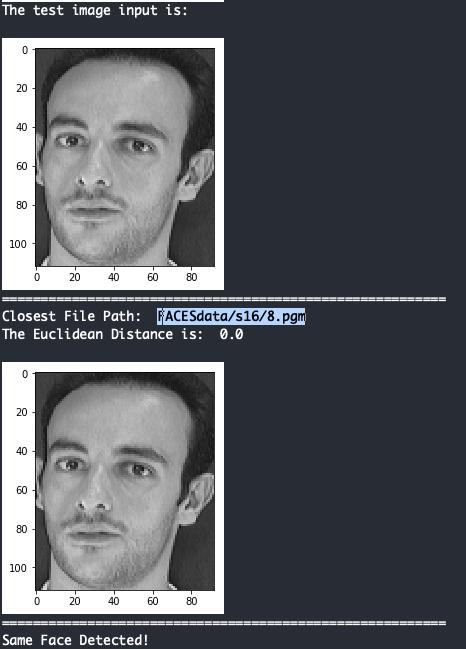 The test image input is:
0
20
40
60
80
100
0 20 40 60 80
==================================================
Closest File Path:  FACESdata/s16/8.pgm
The Euclidean Distance is:  0.0
0
20
40
60
80
100
0 20 40 60 80
==================================================
Same Face Detected!